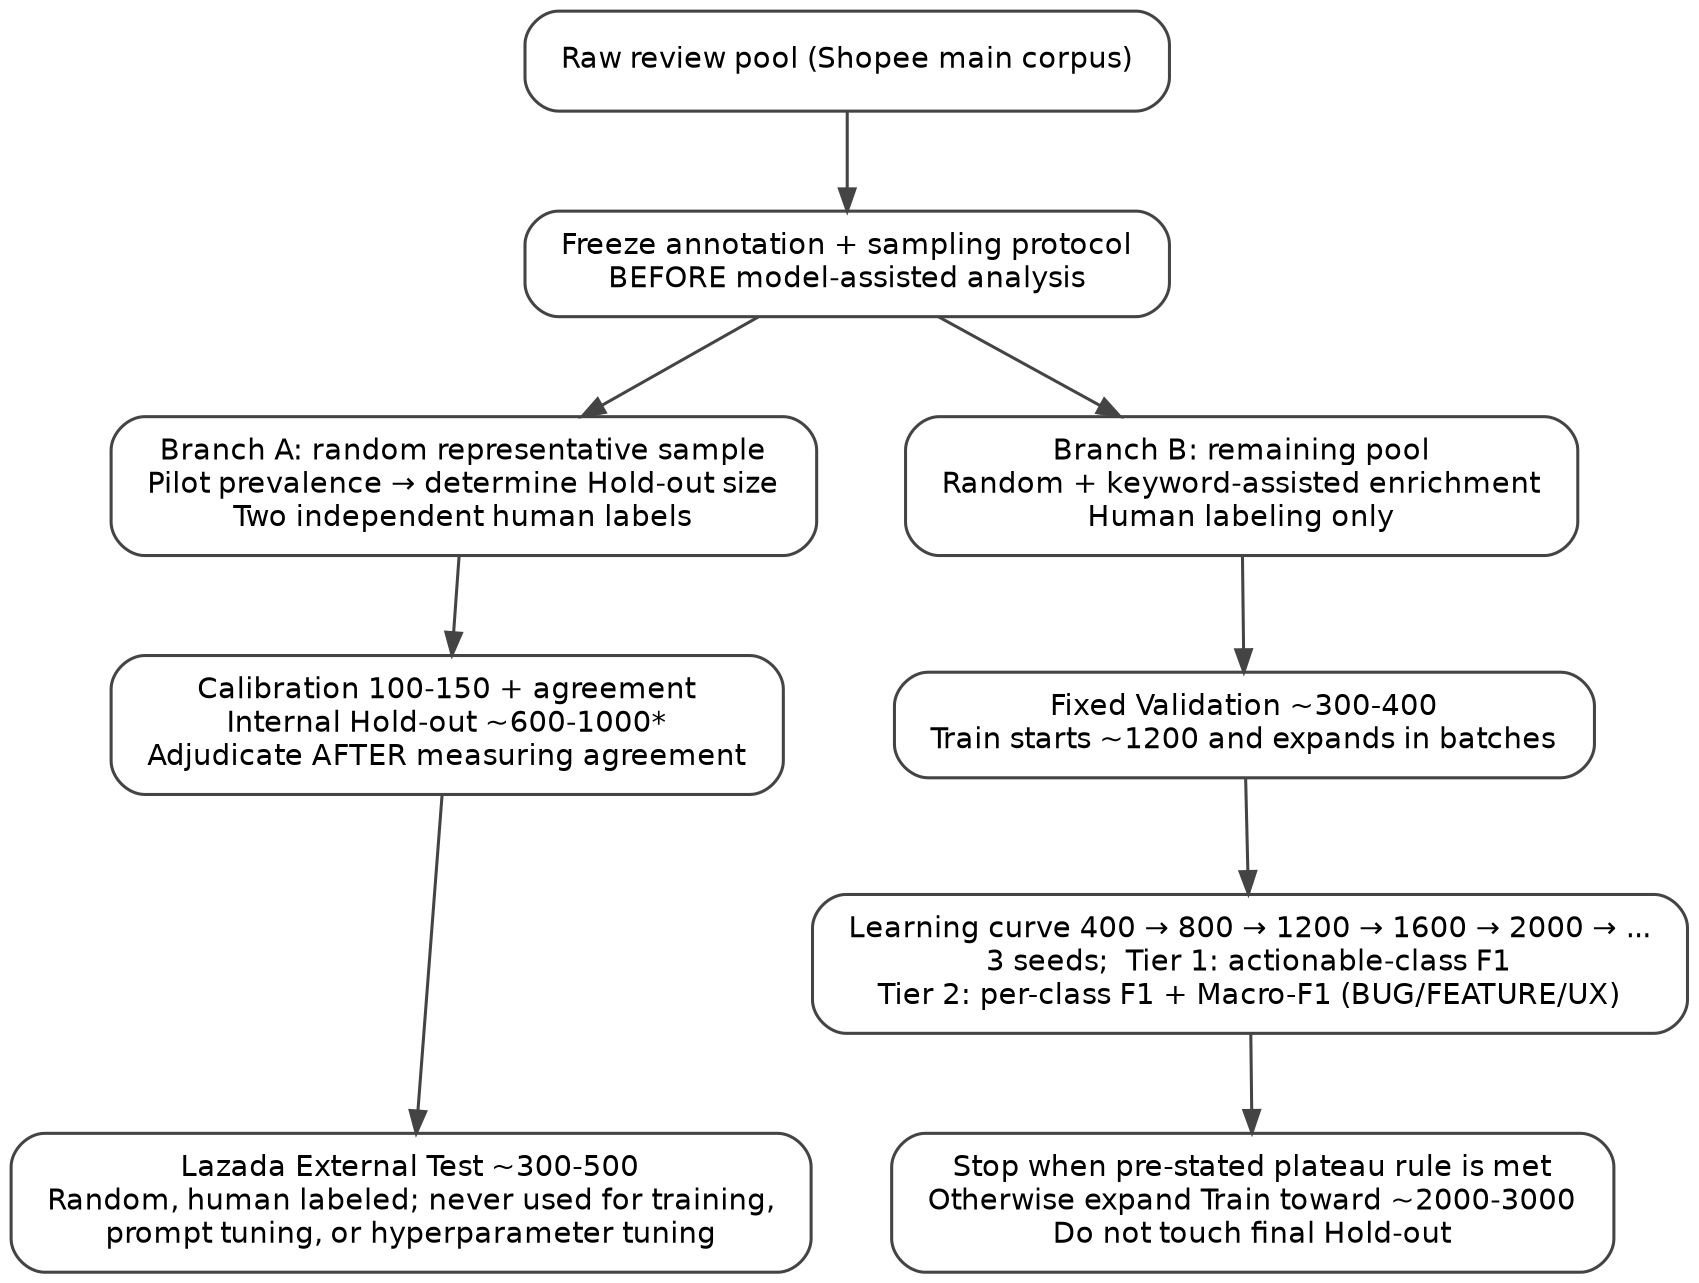 Raw review pool (Shopee main corpus)
Freeze annotation + sampling protocol
BEFORE model-assisted analysis
Branch A: random representative sample
Pilot prevalence → determine Hold-out size
Two independent human labels
Branch B: remaining pool
Random + keyword-assisted enrichment
Human labeling only
Calibration 100-150 + agreement
Internal Hold-out ~600-1000*
Adjudicate AFTER measuring agreement
Fixed Validation ~300-400
Train starts ~1200 and expands in batches
Learning curve 400 → 800 → 1200 → 1600 → 2000 → ...
3 seeds;  Tier 1: actionable-class F1
Tier 2: per-class F1 + Macro-F1 (BUG/FEATURE/UX)
Lazada External Test ~300-500
Random, human labeled; never used for training,
prompt tuning, or hyperparameter tuning
Stop when pre-stated plateau rule is met
Otherwise expand Train toward ~2000-3000
Do not touch final Hold-out